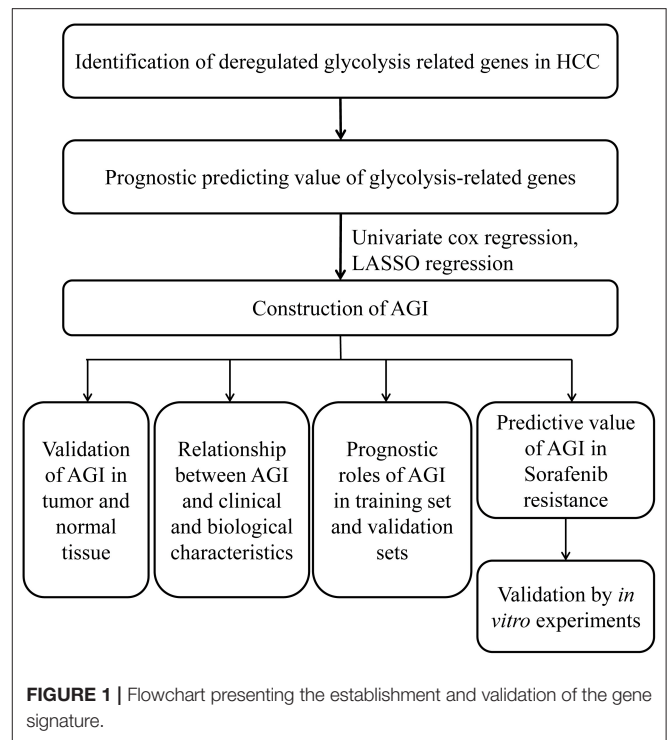 Identification of deregulated glycolysis related genes in HCC
Prognostic predicting value of glycolysis-related genes
Univariate cox regression,
LASSO regression
Construction of AGI
Validation
of AGI in
tumor and
normal
tissue
Relationship
between AGI
and clinical
and biological
characteristics
Prognostic
roles of AGI
in training set
and validation
sets
Predictive value
of AGI in
Sorafenib
resistance
Validation by in
vitro experiments
FIGURE 1 | Flowchart presenting the establishment and validation of the gene
signature.